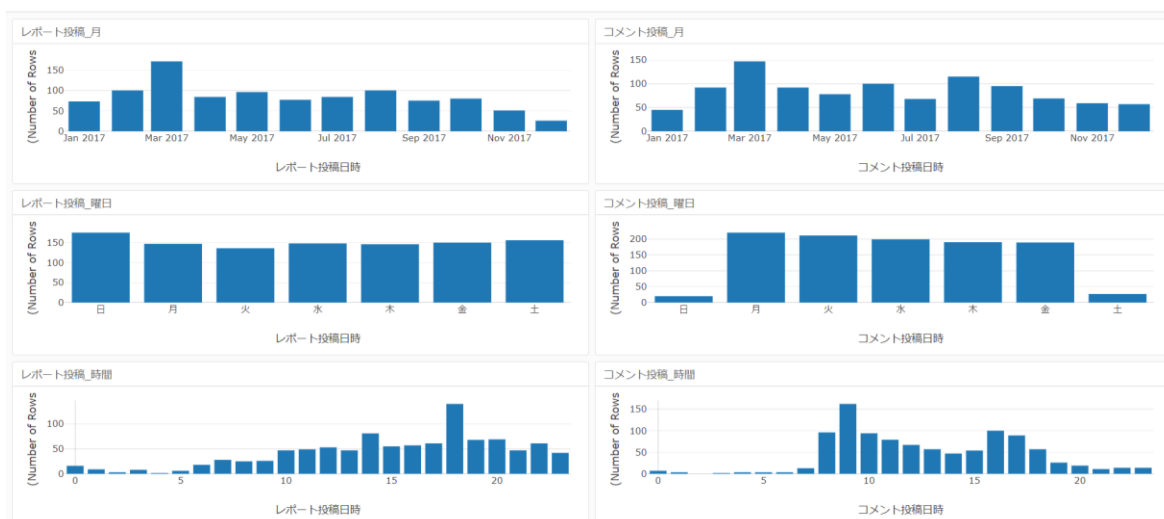 レポート投稿_月
(Number of Rows
150
100
50
0
Jan 2017 Mar 2017 May 2017 Jul 2017 Sep 2017 Nov 2017
レポート投稿日時
コメント投稿_月
(Number of Rows
150
100
50
0
Jan 2017 Mar 2017 May 2017 Jul 2017 Sep 2017 Nov 2017
コメント投稿日時
レポート投稿_曜日
(Number of Rows
150
100
50
0
日 月 火 水 木 金 土
レポート投稿日時
コメント投稿_曜日
(Number of Rows
200
150
100
50
0
日 月 火 水 木 金 土
コメント投稿日時
レポート投稿_時間
(Number of Rows
100
50
0
0 5 10 15 20
レポート投稿日時
コメント投稿_時間
(Number of Rows
150
100
50
0
0 5 10 15 20
コメント投稿日時